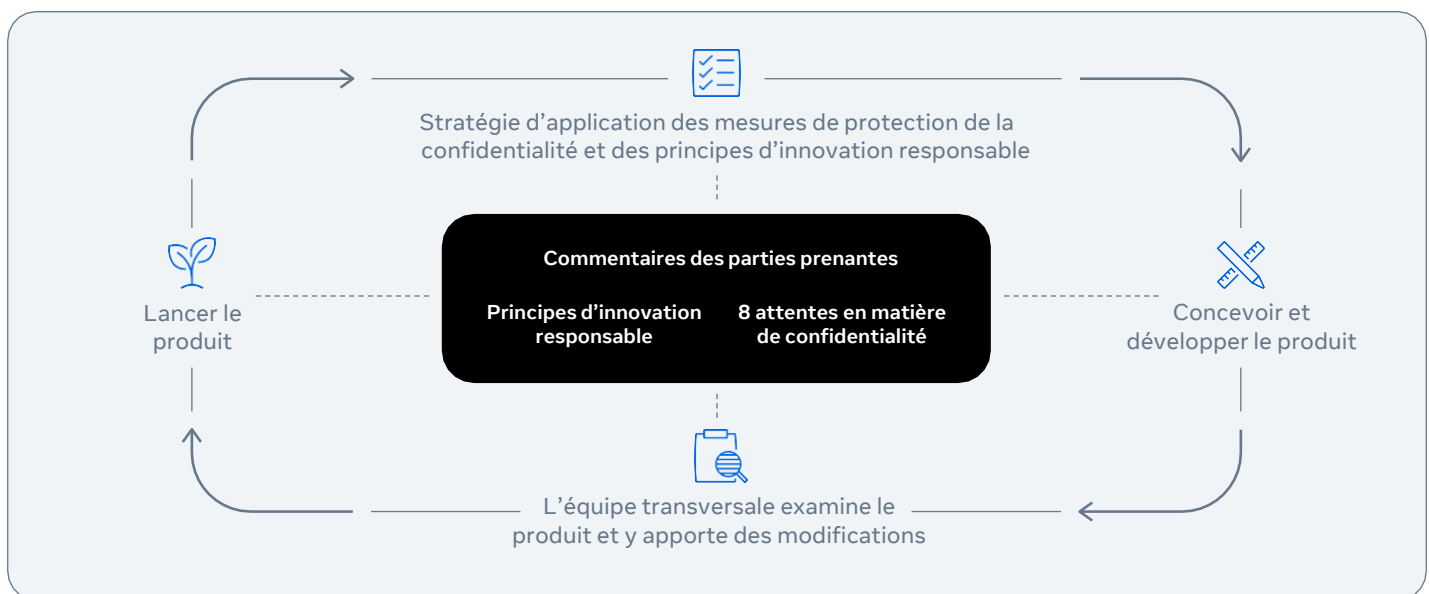 Stratégie d’application des mesures de protection de la
confidentialité et des principes d’innovation responsable
Commentaires des parties prenantes
Principes d’innovation
responsable
8 attentes en matière
de confidentialité
Lancer le
produit
Concevoir et
développer le produit
L’équipe transversale examine le
produit et y apporte des modifications